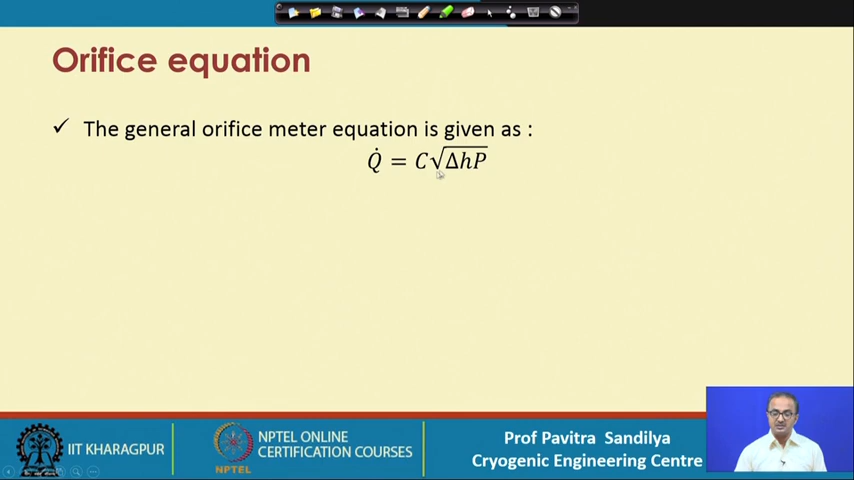 Orifice equation
✓ The general orifice meter equation is given as :
Q̇ = C√ΔhP
IIT KHARAGPUR
NPTEL
NPTEL ONLINE
CERTIFICATION COURSES
Prof Pavitra Sandilya
Cryogenic Engineering Centre